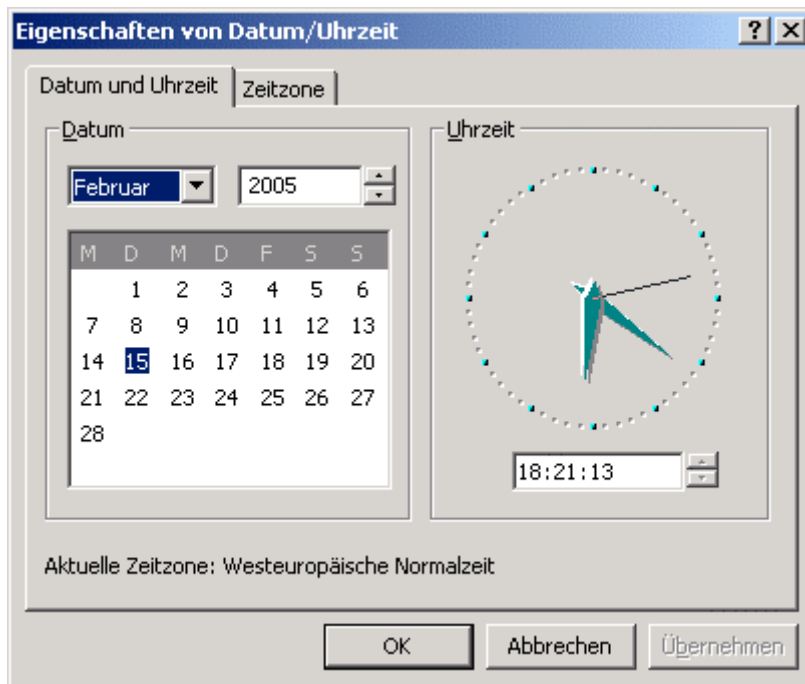 Eigenschaften von Datum/Uhrzeit
Datum und Uhrzeit Zeitzone
Datum
Februar 2005
M D M D F S S
1 2 3 4 5 6
7 8 9 10 11 12 13
14 15 16 17 18 19 20
21 22 23 24 25 26 27
28
Uhrzeit
18:21:13
Aktuelle Zeitzone: Westeuropäische Normalzeit
OK Abbrechen Übernehmen